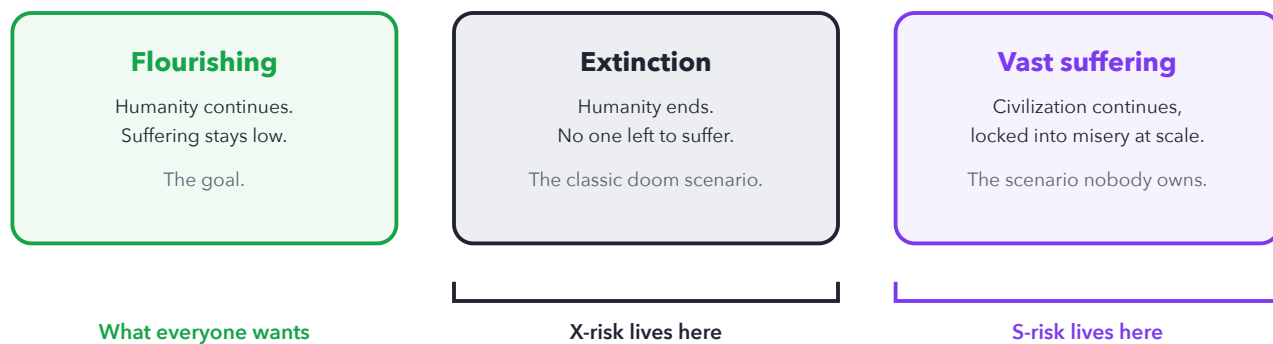 Flourishing
Humanity continues.
Suffering stays low.
The goal.
What everyone wants
Extinction
Humanity ends.
No one left to suffer.
The classic doom scenario.
X-risk lives here
Vast suffering
Civilization continues,
locked into misery at scale.
The scenario nobody owns.
S-risk lives here